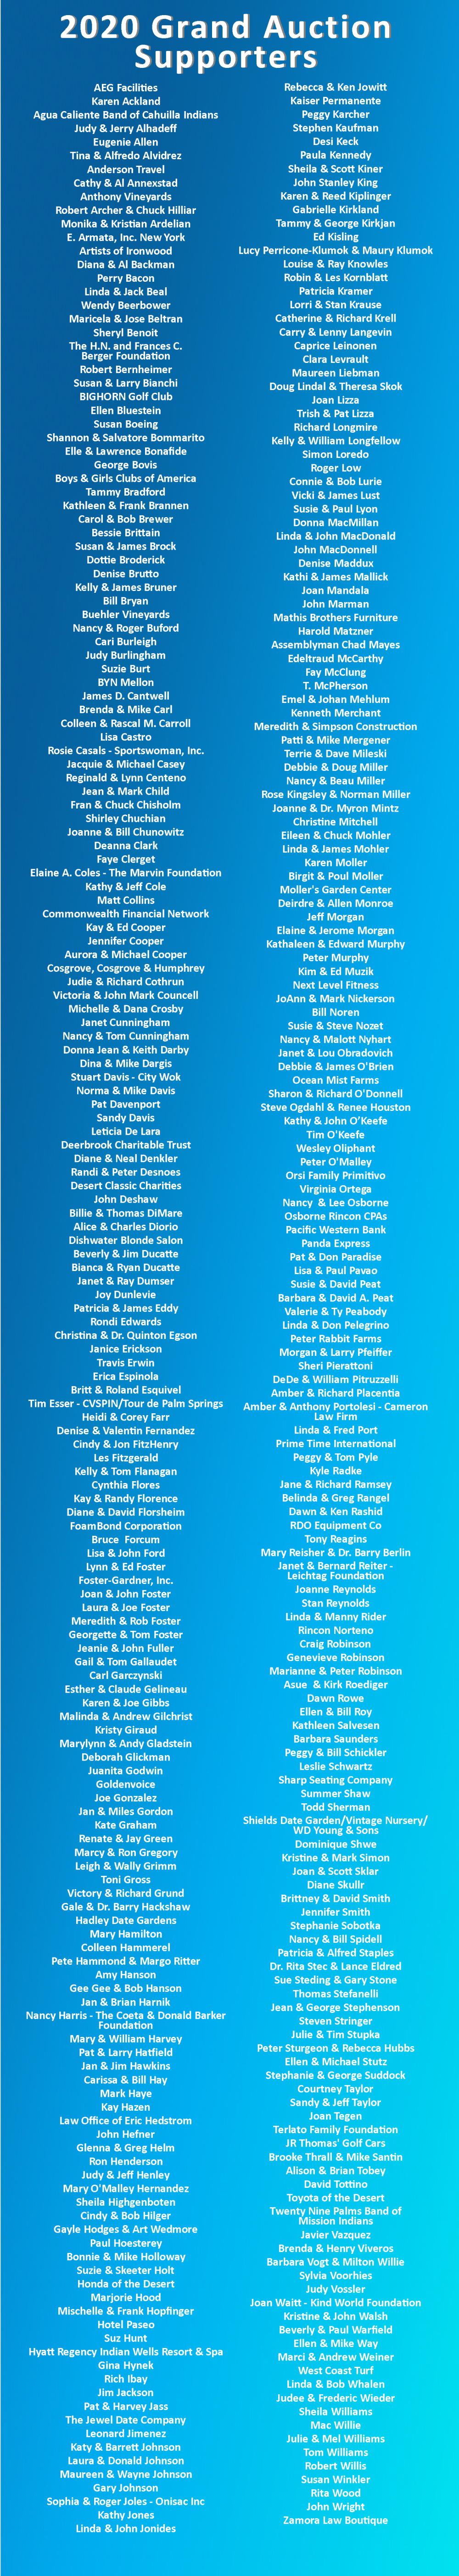 2020 Grand Auction
Supporters
AEG Facilities
Karen Ackland
Agua Caliente Band of Cahuilla Indians
Judy & Jerry Alhadeff
Eugenie Allen
Tina & Alfredo Alvidrez
Anderson Travel
Cathy & Al Annexstad
Anthony Vineyards
Robert Archer & Chuck Hilliar
Monika & Kristian Ardelian
E. Armata, Inc. New York
Artists of Ironwood
Diana & Al Backman
Perry Bacon
Linda & Jack Beal
Wendy Beerbower
Maricela & Jose Beltran
Sheryl Benoit
The H.N. and Frances C.
Berger Foundation
Robert Bernheimer
Susan & Larry Bianchi
BIGHORN Golf Club
Ellen Bluestein
Susan Boeing
Shannon & Salvatore Bommarito
Elle & Lawrence Bonafide
George Bovis
Boys & Girls Clubs of America
Tammy Bradford
Kathleen & Frank Brannen
Carol & Bob Brewer
Bessie Brittain
Susan & James Brock
Dottie Broderick
Denise Brutto
Kelly & James Bruner
Bill Bryan
Buehler Vineyards
Nancy & Roger Buford
Cari Burleigh
Judy Burlingham
Suzie Burt
BYN Mellon
James D. Cantwell
Brenda & Mike Carl
Colleen & Rascal M. Carroll
Lisa Castro
Rosie Casals - Sportswoman, Inc.
Jacquie & Michael Casey
Reginald & Lynn Centeno
Jean & Mark Child
Fran & Chuck Chisholm
Shirley Chuchian
Joanne & Bill Chunowitz
Deanna Clark
Faye Clerget
Elaine A. Coles - The Marvin Foundation
Kathy & Jeff Cole
Matt Collins
Commonwealth Financial Network
Kay & Ed Cooper
Jennifer Cooper
Aurora & Michael Cooper
Cosgrove, Cosgrove & Humphrey
Judie & Richard Cothrun
Victoria & John Mark Councell
Michelle & Dana Crosby
Janet Cunningham
Nancy & Tom Cunningham
Donna Jean & Keith Darby
Dina & Mike Dargis
Stuart Davis - City Wok
Norma & Mike Davis
Pat Davenport
Sandy Davis
Leticia De Lara
Deerbrook Charitable Trust
Diane & Neal Denkler
Randi & Peter Desnoes
Desert Classic Charities
John Deshaw
Billie & Thomas DiMare
Alice & Charles Diorio
Dishwater Blonde Salon
Beverly & Jim Ducatte
Bianca & Ryan Ducatte
Janet & Ray Dumser
Joy Dunlevie
Patricia & James Eddy
Rondi Edwards
Christina & Dr. Quinton Egson
Janice Erickson
Travis Erwin
Erica Espinola
Britt & Roland Esquivel
Tim Esser - CVSPIN/Tour de Palm Springs
Heidi & Corey Farr
Denise & Valentin Fernandez
Cindy & Jon FitzHenry
Les Fitzgerald
Kelly & Tom Flanagan
Cynthia Flores
Kay & Randy Florence
Diane & David Florsheim
FoamBond Corporation
Bruce Forcum
Lisa & John Ford
Lynn & Ed Foster
Foster-Gardner, Inc.
Joan & John Foster
Laura & Joe Foster
Meredith & Rob Foster
Georgette & Tom Foster
Jeanie & John Fuller
Gail & Tom Gallaudet
Carl Garczynski
Esther & Claude Gelineau
Karen & Joe Gibbs
Malinda & Andrew Gilchrist
Kristy Giraud
Marylynn & Andy Gladstein
Deborah Glickman
Juanita Godwin
Goldenvoice
Joe Gonzalez
Jan & Miles Gordon
Kate Graham
Renate & Jay Green
Marcy & Ron Gregory
Leigh & Wally Grimm
Toni Gross
Victory & Richard Grund
Gale & Dr. Barry Hackshaw
Hadley Date Gardens
Mary Hamilton
Colleen Hammerel
Pete Hammond & Margo Ritter
Amy Hanson
Gee Gee & Bob Hanson
Jan & Brian Harnik
Nancy Harris - The Coeta & Donald Barker
Foundation
Mary & William Harvey
Pat & Larry Hatfield
Jan & Jim Hawkins
Carissa & Bill Hay
Mark Haye
Kay Hazen
Law Office of Eric Hedstrom
John Hefner
Glenna & Greg Helm
Ron Henderson
Judy & Jeff Henley
Mary O'Malley Hernandez
Sheila Highgenboten
Cindy & Bob Hilger
Gayle Hodges & Art Wedmore
Paul Hoesterey
Bonnie & Mike Holloway
Suzie & Skeeter Holt
Honda of the Desert
Marjorie Hood
Mischelle & Frank Hopfinger
Hotel Paseo
Suz Hunt
Hyatt Regency Indian Wells Resort & Spa
Gina Hynek
Rich Ibay
Jim Jackson
Pat & Harvey Jass
The Jewel Date Company
Leonard Jimenez
Katy & Barrett Johnson
Laura & Donald Johnson
Maureen & Wayne Johnson
Gary Johnson
Sophia & Roger Joles - Onisac Inc
Kathy Jones
Linda & John Jonides
Rebecca & Ken Jowitt
Kaiser Permanente
Peggy Karcher
Stephen Kaufman
Desi Keck
Paula Kennedy
Sheila & Scott Kiner
John Stanley King
Karen & Reed Kiplinger
Gabrielle Kirkland
Tammy & George Kirkjan
Ed Kisling
Lucy Perricone-Klumok & Maury Klumok
Louise & Ray Knowles
Robin & Les Kornblatt
Patricia Kramer
Lorri & Stan Krause
Catherine & Richard Krell
Carry & Lenny Langevin
Caprice Leinonen
Clara Levrault
Maureen Liebman
Doug Lindal & Theresa Skok
Joan Lizza
Trish & Pat Lizza
Richard Longmire
Kelly & William Longfellow
Simon Loredo
Roger Low
Connie & Bob Lurie
Vicki & James Lust
Susie & Paul Lyon
Donna MacMillan
Linda & John MacDonald
John MacDonnell
Denise Maddux
Kathi & James Mallick
Joan Mandala
John Marman
Mathis Brothers Furniture
Harold Matzner
Assemblyman Chad Mayes
Edeltraud McCarthy
Fay McClung
T. McPherson
Emel & Johan Mehlum
Kenneth Merchant
Meredith & Simpson Construction
Patti & Mike Mergener
Terrie & Dave Mileski
Debbie & Doug Miller
Nancy & Beau Miller
Rose Kingsley & Norman Miller
Joanne & Dr. Myron Mintz
Christine Mitchell
Eileen & Chuck Mohler
Linda & James Mohler
Karen Moller
Birgit & Poul Moller
Moller's Garden Center
Deirdre & Allen Monroe
Jeff Morgan
Elaine & Jerome Morgan
Kathaleen & Edward Murphy
Peter Murphy
Kim & Ed Muzik
Next Level Fitness
JoAnn & Mark Nickerson
Bill Noren
Susie & Steve Nozet
Nancy & Malott Nyhart
Janet & Lou Obradovich
Debbie & James O'Brien
Ocean Mist Farms
Sharon & Richard O'Donnell
Steve Ogdahl & Renee Houston
Kathy & John O’Keefe
Tim O'Keefe
Wesley Oliphant
Peter O'Malley
Orsi Family Primitivo
Virginia Ortega
Nancy & Lee Osborne
Osborne Rincon CPAs
Pacific Western Bank
Panda Express
Pat & Don Paradise
Lisa & Paul Pavao
Susie & David Peat
Barbara & David A. Peat
Valerie & Ty Peabody
Linda & Don Pelegrino
Peter Rabbit Farms
Morgan & Larry Pfeiffer
Sheri Pierattoni
DeDe & William Pitruzzelli
Amber & Richard Placentia
Amber & Anthony Portolesi - Cameron
Law Firm
Linda & Fred Port
Prime Time International
Peggy & Tom Pyle
Kyle Radke
Jane & Richard Ramsey
Belinda & Greg Rangel
Dawn & Ken Rashid
RDO Equipment Co
Tony Reagins
Mary Reisher & Dr. Barry Berlin
Janet & Bernard Reiter -
Leichtag Foundation
Joanne Reynolds
Stan Reynolds
Linda & Manny Rider
Rincon Norteno
Craig Robinson
Genevieve Robinson
Marianne & Peter Robinson
Asue & Kirk Roediger
Dawn Rowe
Ellen & Bill Roy
Kathleen Salvesen
Barbara Saunders
Peggy & Bill Schickler
Leslie Schwartz
Sharp Seating Company
Summer Shaw
Todd Sherman
Shields Date Garden/Vintage Nursery/
WD Young & Sons
Dominique Shwe
Kristine & Mark Simon
Joan & Scott Sklar
Diane Skullr
Brittney & David Smith
Jennifer Smith
Stephanie Sobotka
Nancy & Bill Spidell
Patricia & Alfred Staples
Dr. Rita Stec & Lance Eldred
Sue Steding & Gary Stone
Thomas Stefanelli
Jean & George Stephenson
Steven Stringer
Julie & Tim Stupka
Peter Sturgeon & Rebecca Hubbs
Ellen & Michael Stutz
Stephanie & George Suddock
Courtney Taylor
Sandy & Jeff Taylor
Joan Tegen
Terlato Family Foundation
JR Thomas' Golf Cars
Brooke Thrall & Mike Santin
Alison & Brian Tobey
David Tottino
Toyota of the Desert
Twenty Nine Palms Band of
Mission Indians
Javier Vazquez
Brenda & Henry Viveros
Barbara Vogt & Milton Willie
Sylvia Voorhies
Judy Vossler
Joan Waitt - Kind World Foundation
Kristine & John Walsh
Beverly & Paul Warfield
Ellen & Mike Way
Marci & Andrew Weiner
West Coast Turf
Linda & Bob Whalen
Judee & Frederic Wieder
Sheila Williams
Mac Willie
Julie & Mel Williams
Tom Williams
Robert Willis
Susan Winkler
Rita Wood
John Wright
Zamora Law Boutique